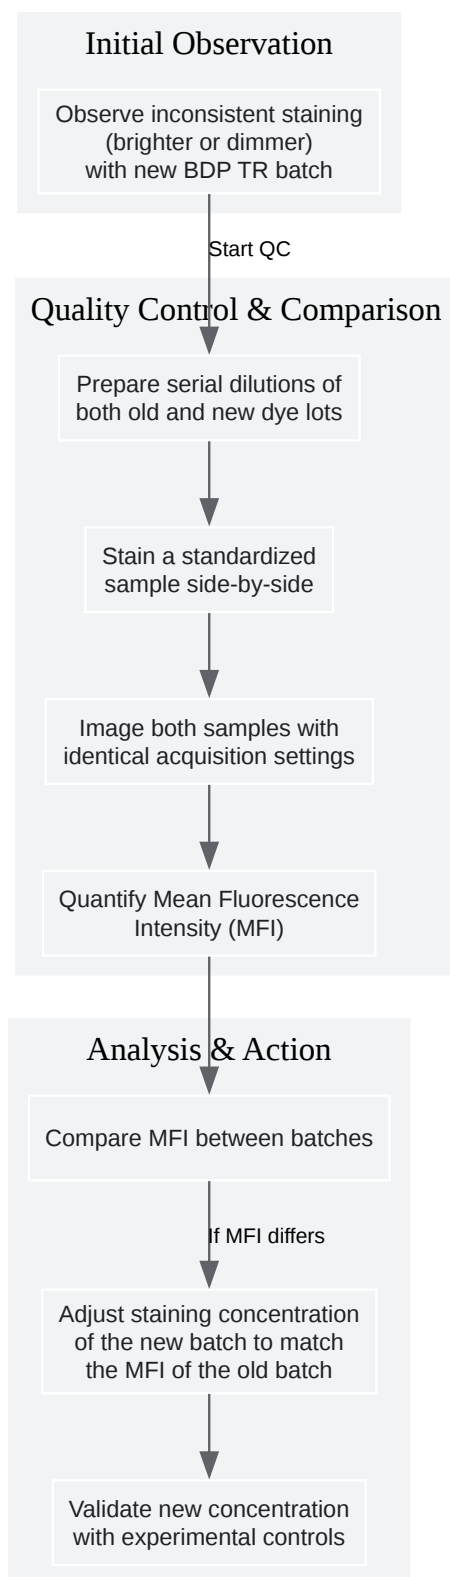 Initial Observation
Observe inconsistent staining
(brighter or dimmer)
with new BDP TR batch
Start QC
Quality Control & Comparison
Prepare serial dilutions of
both old and new dye lots
Stain a standardized
sample side-by-side
Image both samples with
identical acquisition settings
Quantify Mean Fluorescence
Intensity (MFI)
Analysis & Action
Compare MFI between batches
If MFI differs
Adjust staining concentration
of the new batch to match
the MFI of the old batch
Validate new concentration
with experimental controls